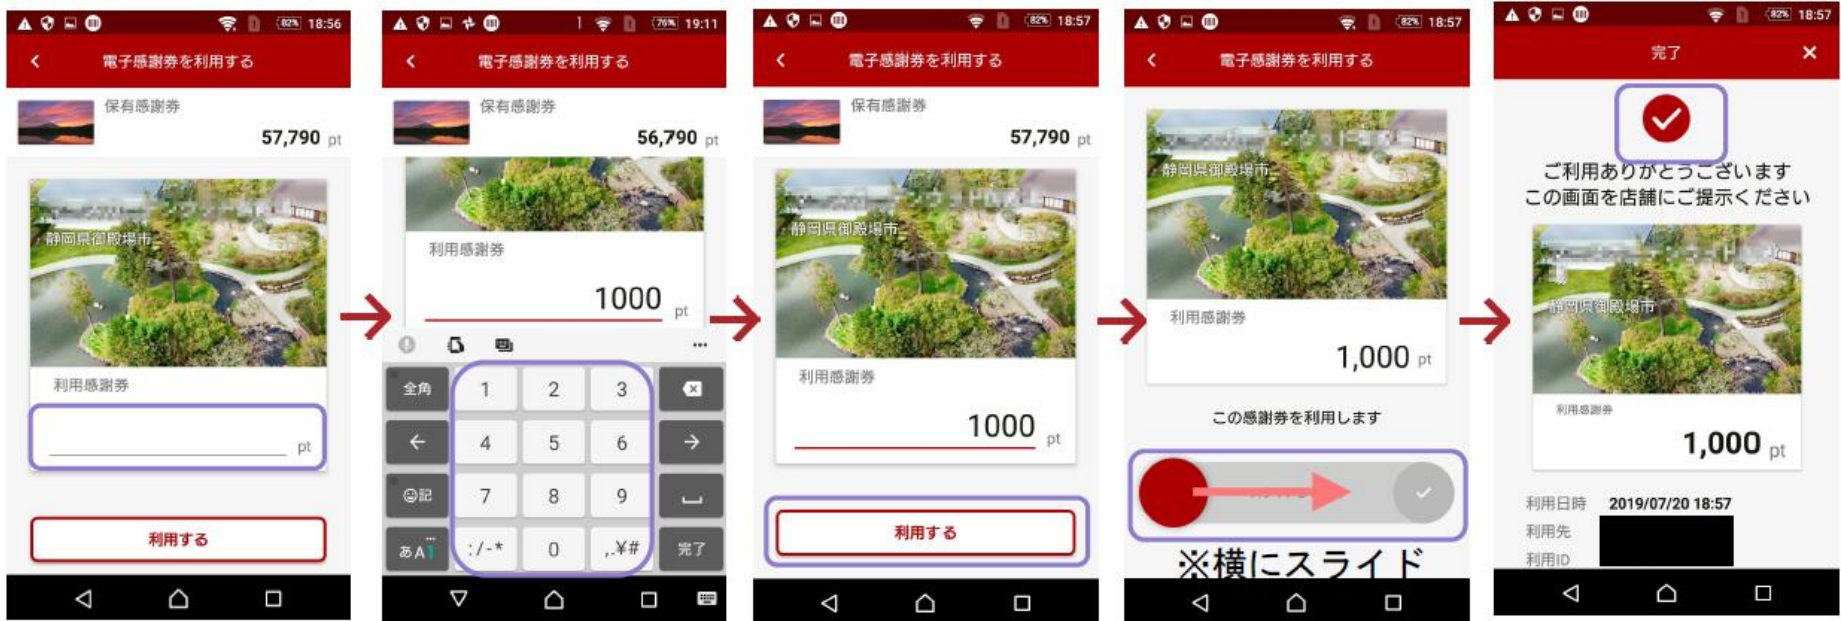 82% 18:56
電子感謝券を利用する
保有感謝券
57,790 pt
静岡県御殿場市
利用感謝券
pt
利用する
76% 19:11
電子感謝券を利用する
保有感謝券
56,790 pt
利用感謝券
1000 pt
全角 1 2 3
4 5 6
記 7 8 9
あA1 :/-* 0 ,.¥# 完了
82% 18:57
電子感謝券を利用する
保有感謝券
57,790 pt
静岡県御殿場市
利用感謝券
1000 pt
利用する
82% 18:57
電子感謝券を利用する
静岡県御殿場市
利用感謝券
1,000 pt
この感謝券を利用します
※横にスライド
82% 18:57
完了
ご利用ありがとうございます
この画面を店舗にご提示ください
静岡県御殿場市
利用感謝券
1,000 pt
利用日時 2019/07/20 18:57
利用先
利用ID